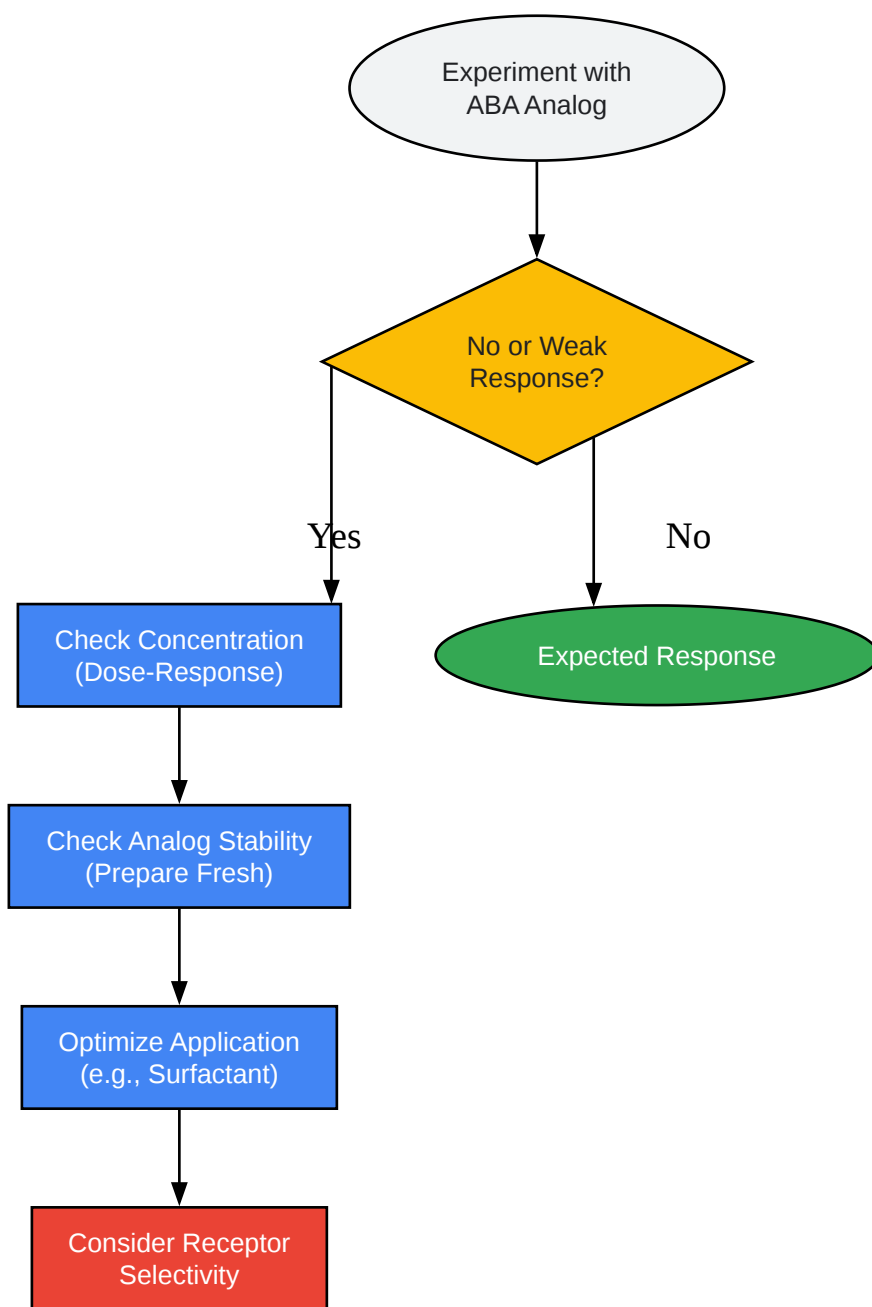 Experiment with
ABA Analog
No or Weak
Response?
Yes
No
Check Concentration
(Dose-Response)
Expected Response
Check Analog Stability
(Prepare Fresh)
Optimize Application
(e.g., Surfactant)
Consider Receptor
Selectivity